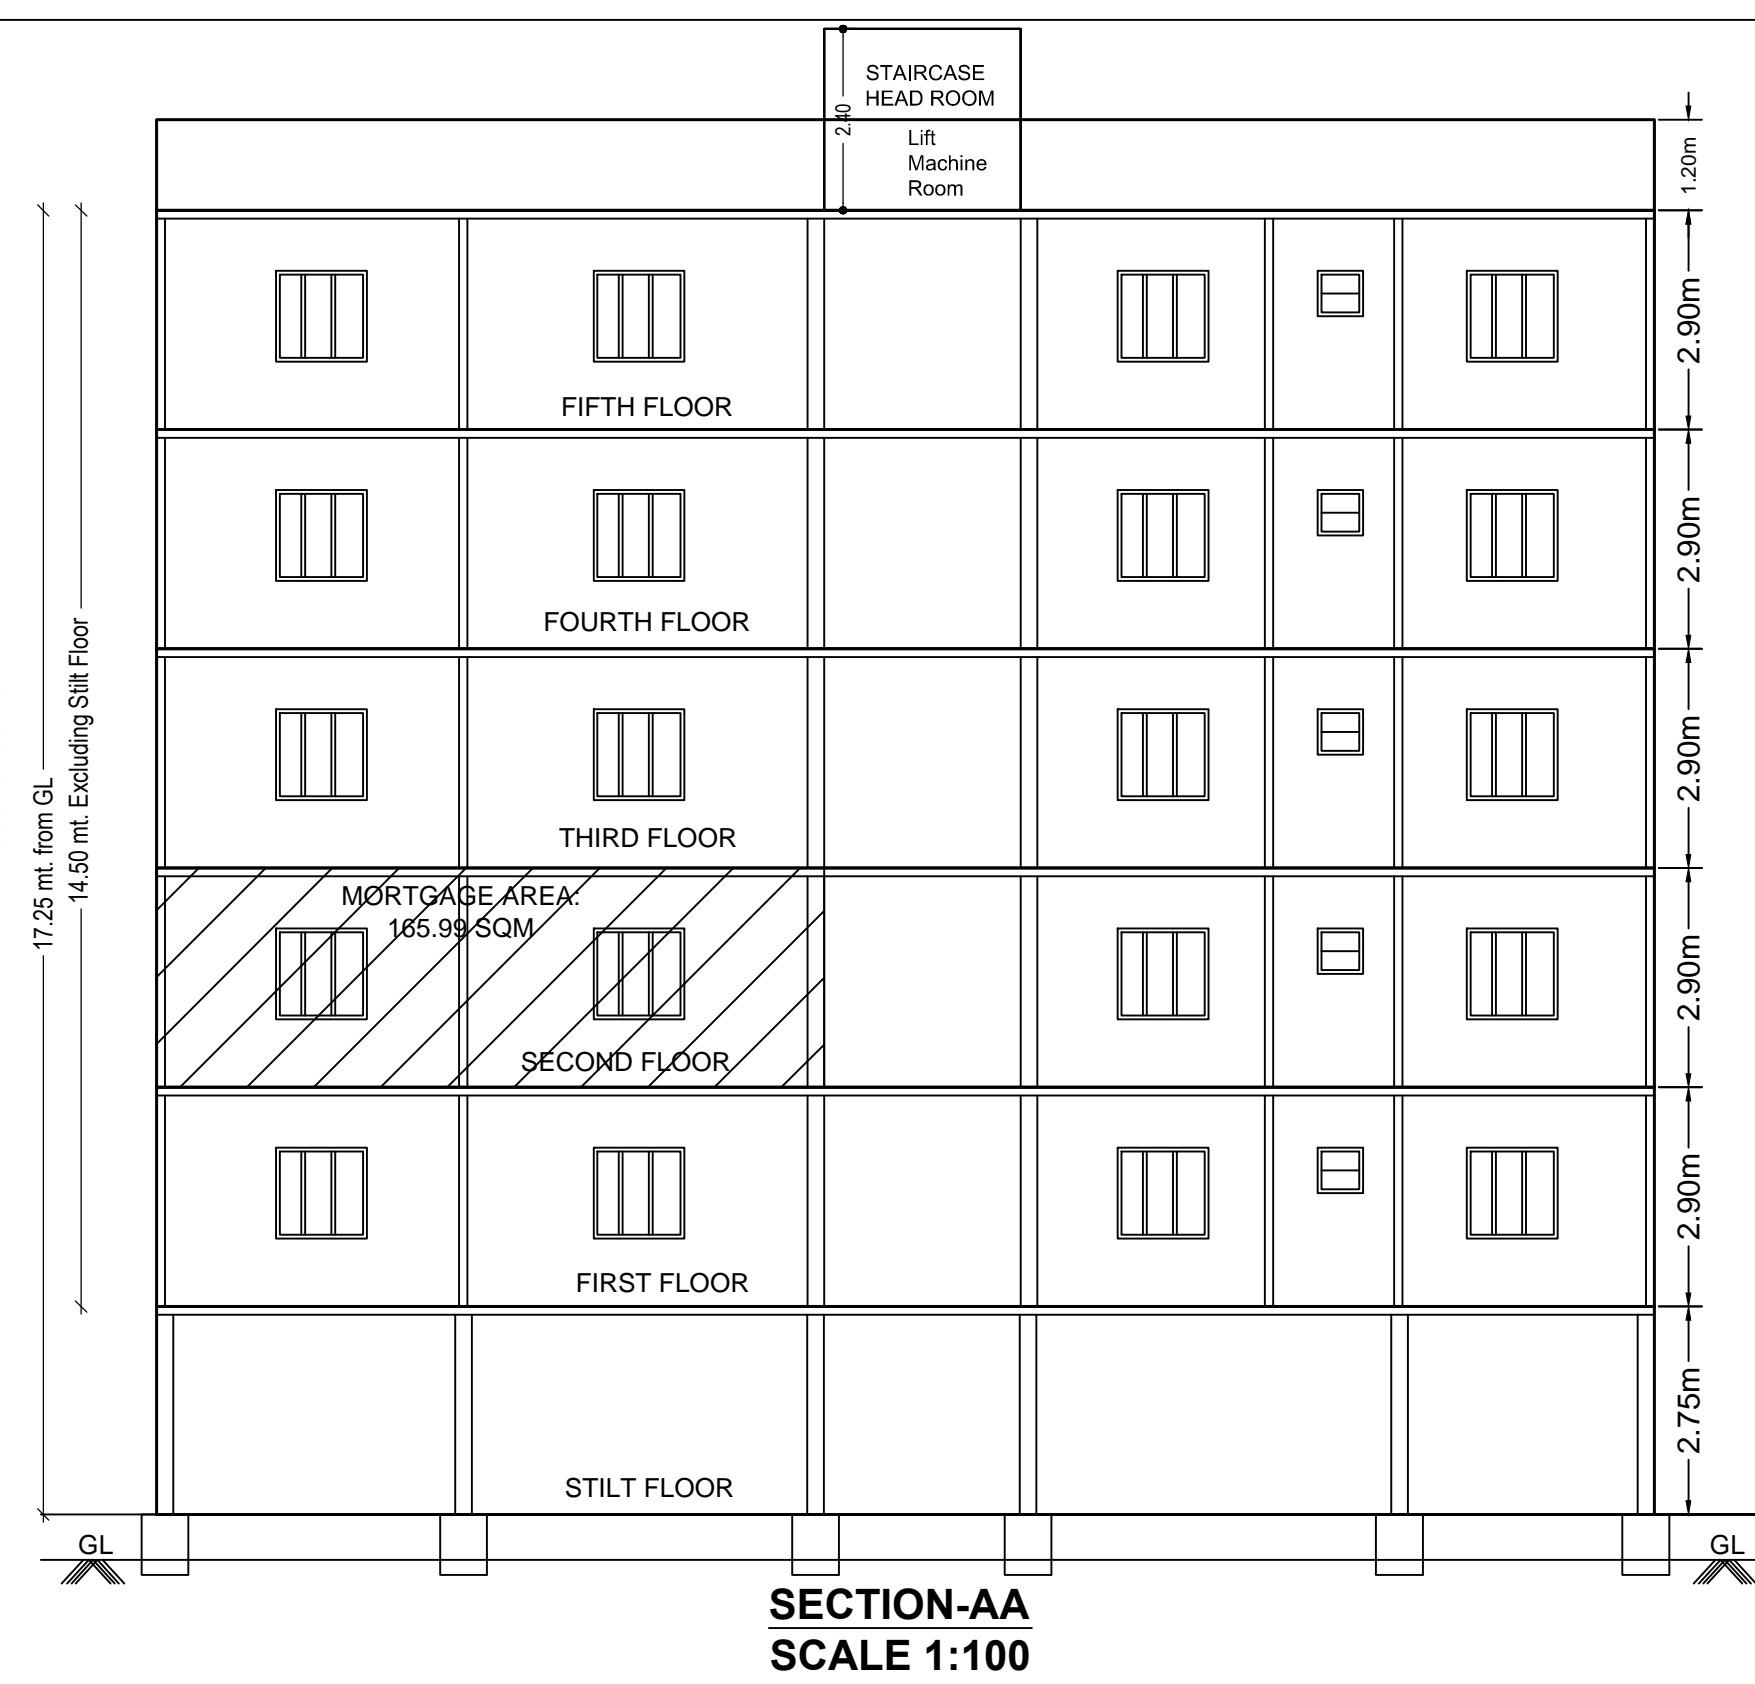 STAIRCASE
HEAD ROOM
2.40
Lift
Machine
Room
1.20m
2.90m
FIFTH FLOOR
2.90m
FOURTH FLOOR
17.25 mt. from GL
14.50 mt. Excluding Stilt Floor
2.90m
THIRD FLOOR
MORTGAGE AREA:
165.99 SQM
2.90m
SECOND FLOOR
2.90m
FIRST FLOOR
2.75m
STILT FLOOR
GL
GL
SECTION-AA
SCALE 1:100